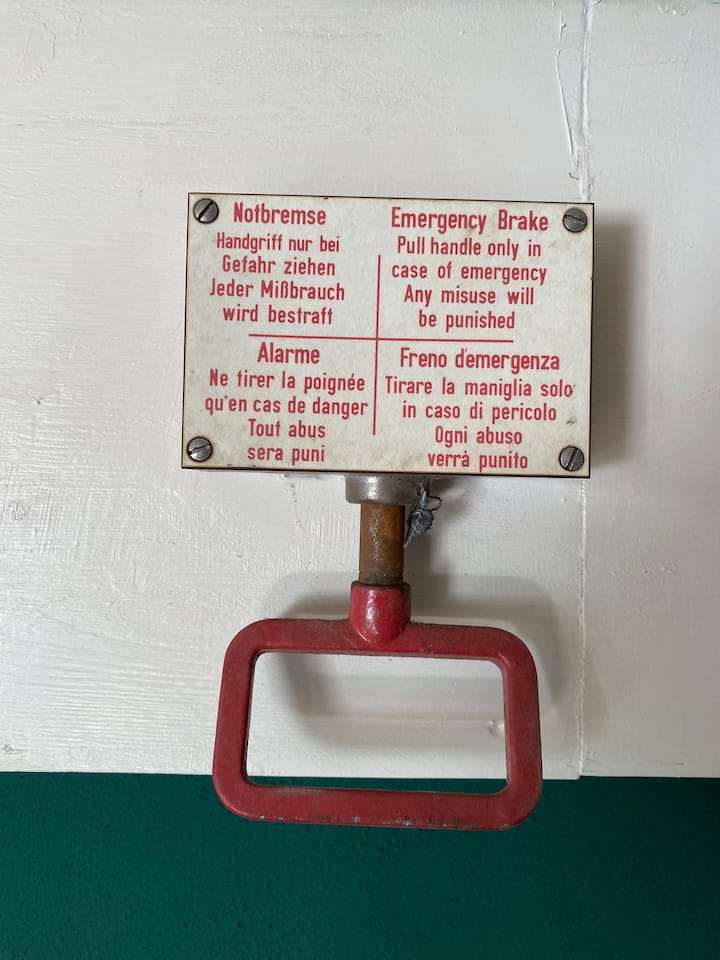 Notbremse
Handgriff nur bei
Gefahr ziehen
Jeder Mißbrauch
wird bestraft
Emergency Brake
Pull handle only in
case of emergency
Any misuse will
be punished
Alarme
Ne tirer la poignée
qu'en cas de danger
Tout abus
sera puni
Freno d'emergenza
Tirare la maniglia solo
in caso di pericolo
Ogni abuso
verrà punito